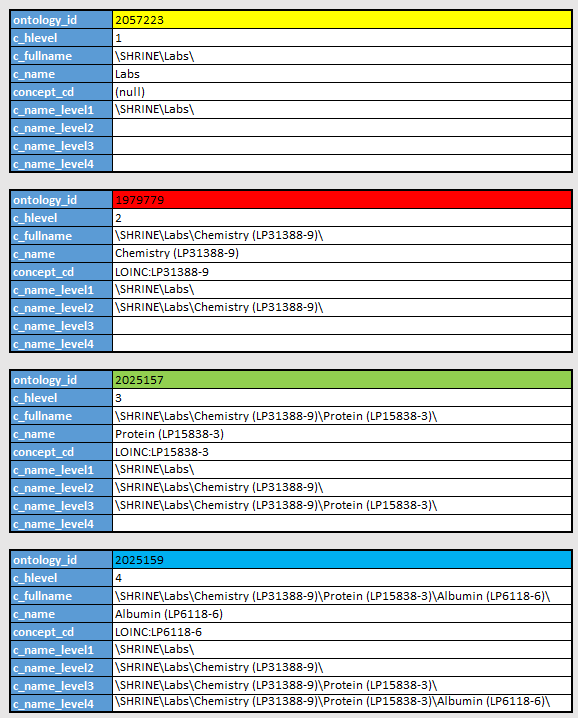 ontology_id 2057223
c_hlevel 1
c_fullname \SHRINE\Labs\
c_name Labs
concept_cd (null)
c_name_level1 \SHRINE\Labs\
c_name_level2
c_name_level3
c_name_level4
ontology_id 1979779
c_hlevel 2
c_fullname \SHRINE\Labs\Chemistry (LP31388-9)\
c_name Chemistry (LP31388-9)
concept_cd LOINC:LP31388-9
c_name_level1 \SHRINE\Labs\
c_name_level2 \SHRINE\Labs\Chemistry (LP31388-9)\
c_name_level3
c_name_level4
ontology_id 2025157
c_hlevel 3
c_fullname \SHRINE\Labs\Chemistry (LP31388-9)\Protein (LP15838-3)\
c_name Protein (LP15838-3)
concept_cd LOINC:LP15838-3
c_name_level1 \SHRINE\Labs\
c_name_level2 \SHRINE\Labs\Chemistry (LP31388-9)\
c_name_level3 \SHRINE\Labs\Chemistry (LP31388-9)\Protein (LP15838-3)\
c_name_level4
ontology_id 2025159
c_hlevel 4
c_fullname \SHRINE\Labs\Chemistry (LP31388-9)\Protein (LP15838-3)\Albumin (LP6118-6)\
c_name Albumin (LP6118-6)
concept_cd LOINC:LP6118-6
c_name_level1 \SHRINE\Labs\
c_name_level2 \SHRINE\Labs\Chemistry (LP31388-9)\
c_name_level3 \SHRINE\Labs\Chemistry (LP31388-9)\Protein (LP15838-3)\
c_name_level4 \SHRINE\Labs\Chemistry (LP31388-9)\Protein (LP15838-3)\Albumin (LP6118-6)\